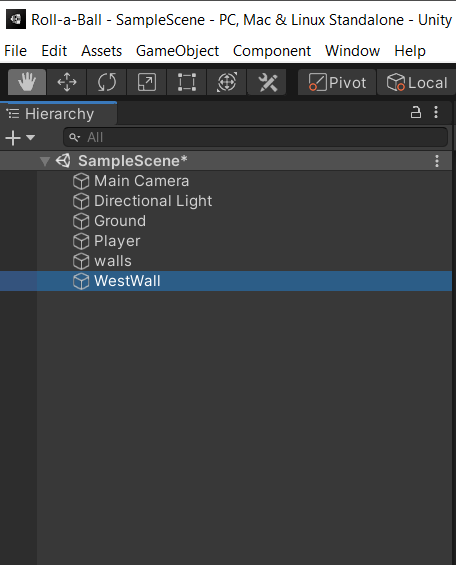 Roll-a-Ball - SampleScene - PC, Mac & Linux Standalone - Unity
File Edit Assets GameObject Component Window Help
Pivot Local
Hierarchy
All
SampleScene*
Main Camera
Directional Light
Ground
Player
walls
WestWall